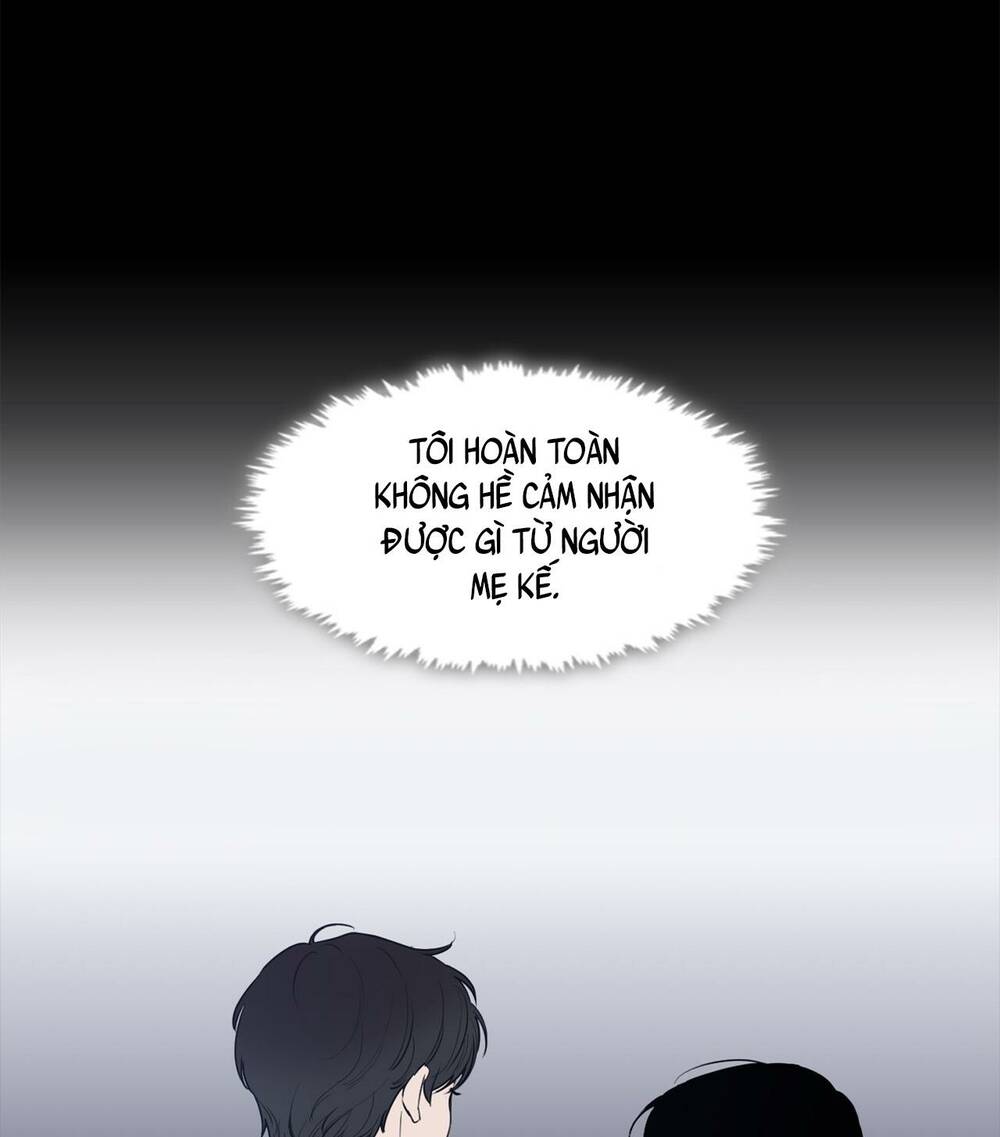 TÔI HOÀN TOÀN
KHÔNG HỀ CẢM NHẬN
ĐƯỢC GÌ TỪ NGƯỜI
MẸ KẾ.